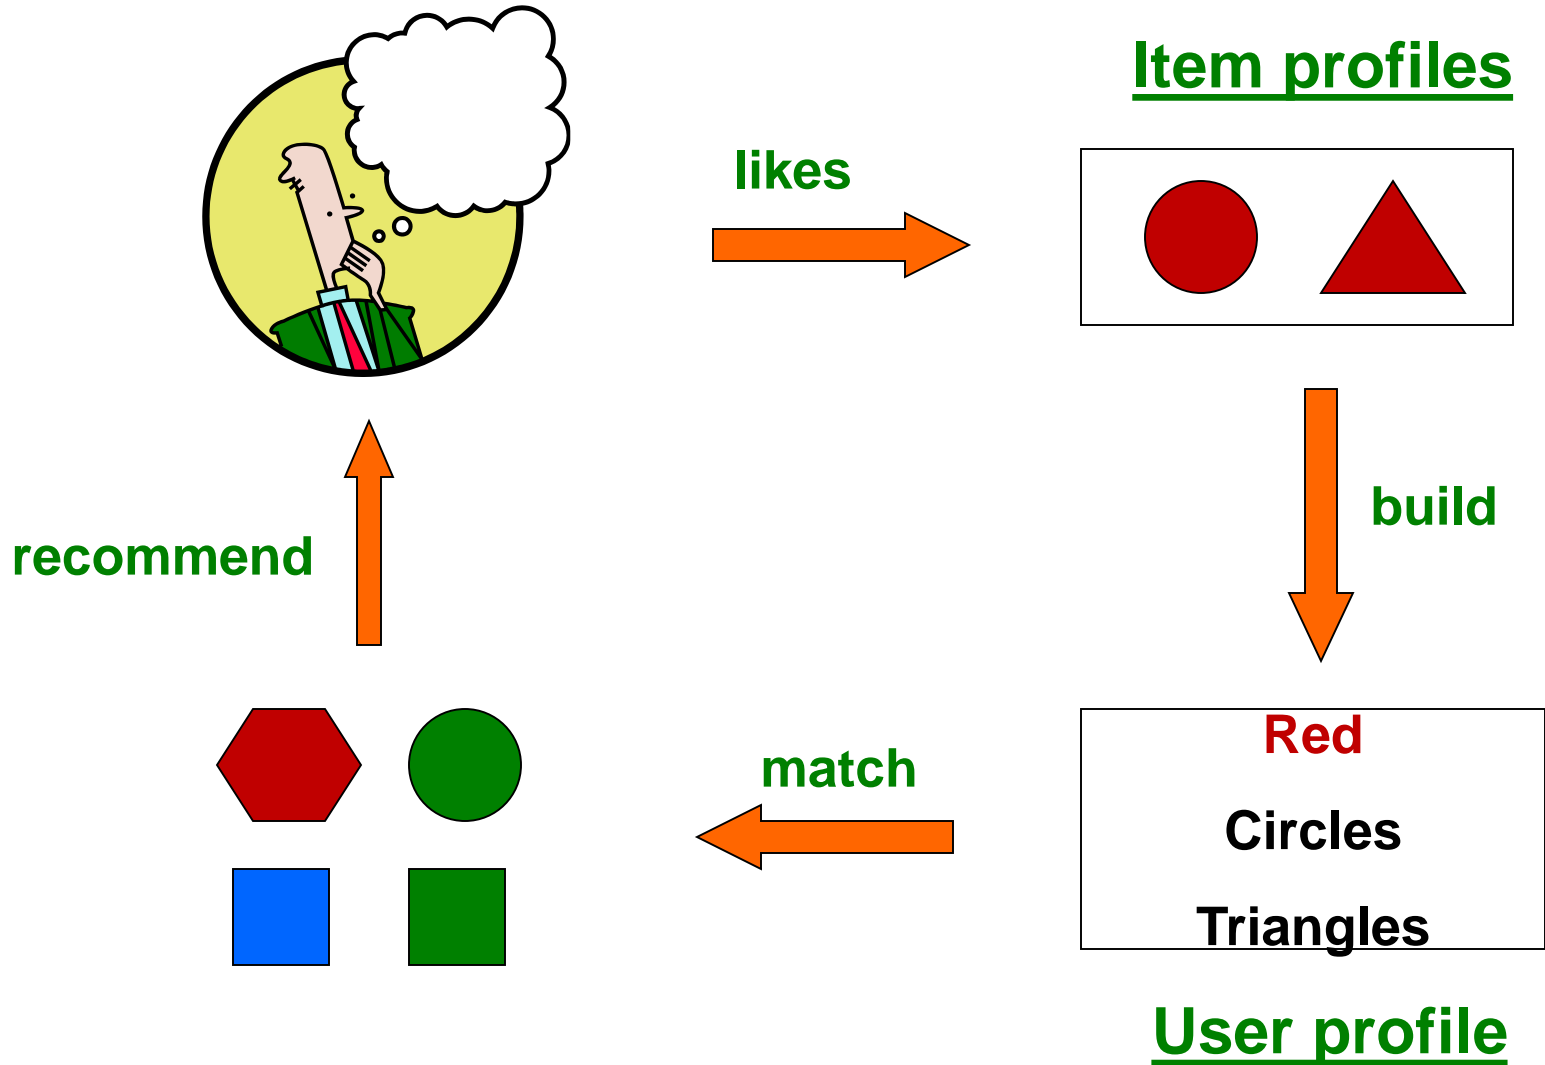 Item profiles
likes
build
recommend
Red
match
Circles
Triangles
User profile